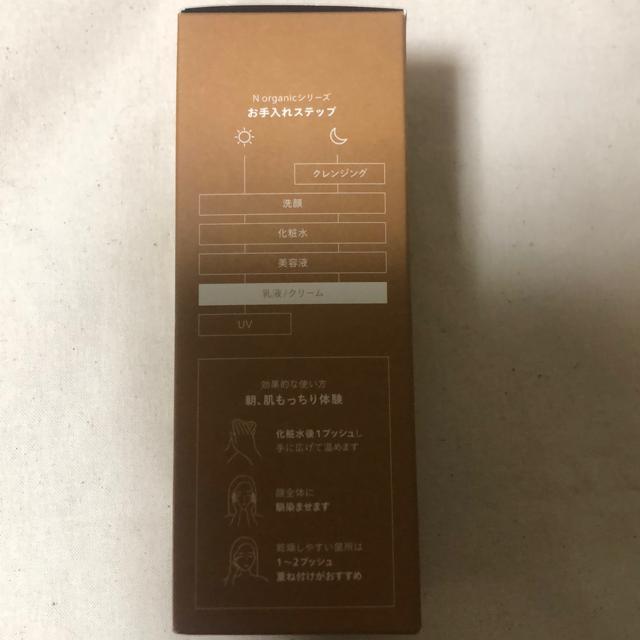 N organicシリーズ
お手入れステップ
クレンジング
洗顔
化粧水
美容液
乳液/クリーム
UV
効果的な使い方
朝、肌もっちり体験
化粧水後1プッシュし
手に広げて温めます
顔全体に
馴染ませます
乾燥しやすい箇所は
1～2プッシュ
重ね付けがおすすめ